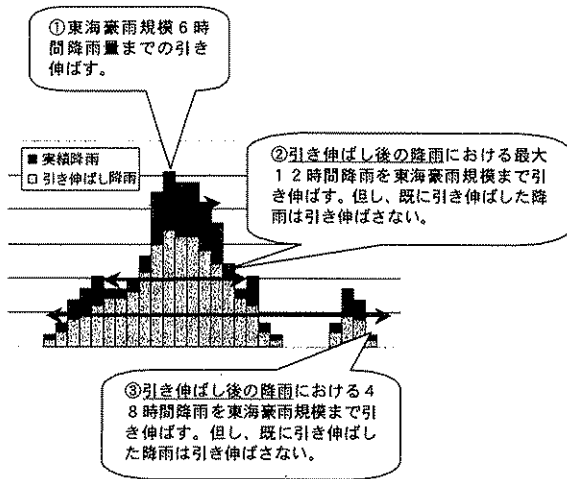 ①東海豪雨規模６時
間降雨量までの引き
伸ばす。
■実績降雨
□引き伸ばし降雨
②引き伸ばし後の降雨における最大
１２時間降雨を東海豪雨規模まで引
き伸ばす。但し、既に引き伸ばした降
雨は引き伸ばさない。
③引き伸ばし後の降雨における４
８時間降雨を東海豪雨規模まで引
き伸ばす。但し、既に引き伸ばし
た降雨は引き伸ばさない。